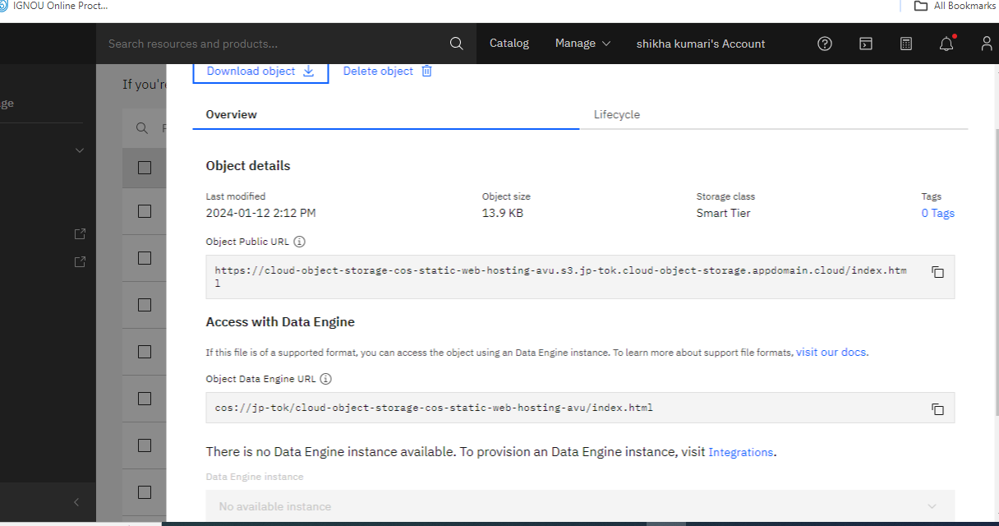 IGNOU Online Proct...
All Bookmarks
Search resources and products...
Catalog
Manage
shikha kumari's Account
If you're
ge
Download object
Delete object
Overview
Lifecycle
Object details
Last modified
Object size
Storage class
Tags
2024-01-12 2:12 PM
13.9 KB
Smart Tier
0 Tags
Object Public URL
https://cloud-object-storage-cos-static-web-hosting-avu.s3.jp-tok.cloud-object-storage.appdomain.cloud/index.htm
l
Access with Data Engine
If this file is of a supported format, you can access the object using an Data Engine instance. To learn more about support file formats, visit our docs.
Object Data Engine URL
cos://jp-tok/cloud-object-storage-cos-static-web-hosting-avu/index.html
There is no Data Engine instance available. To provision an Data Engine instance, visit Integrations.
Data Engine instance
No available instance